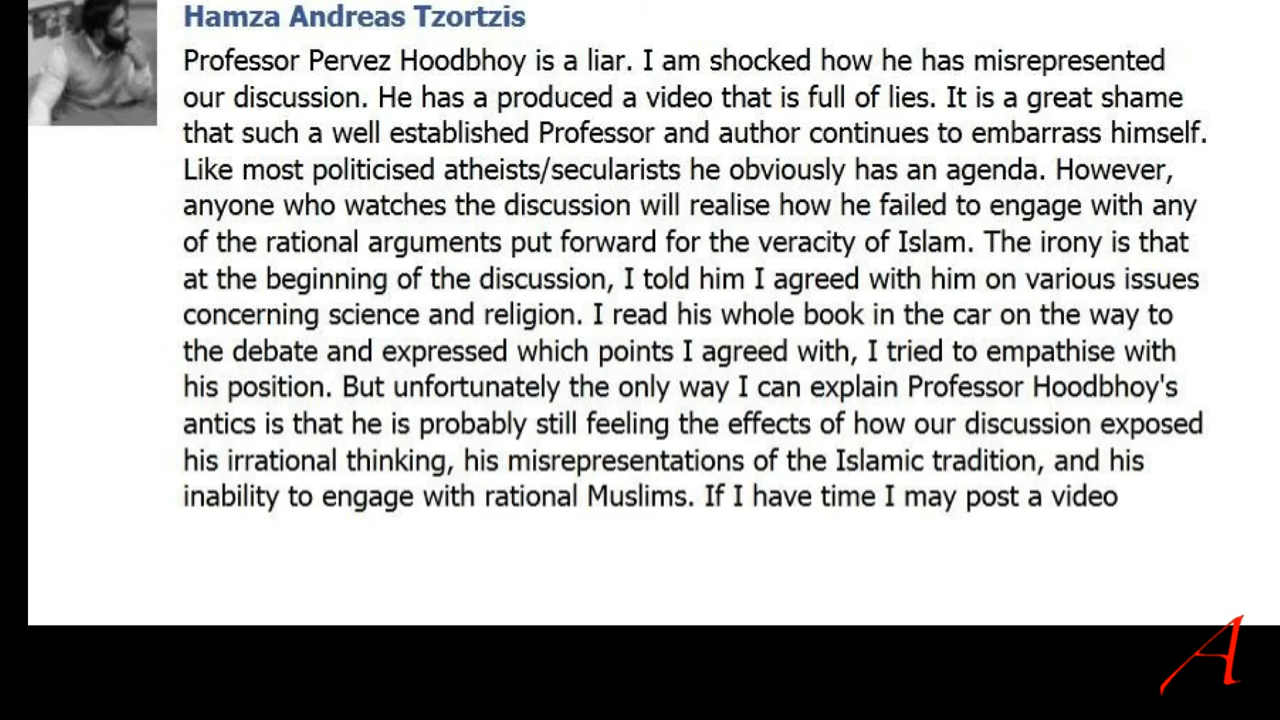 Hamza Andreas Tzortzis
Professor Pervez Hoodbhoy is a liar. I am shocked how he has misrepresented
our discussion. He has a produced a video that is full of lies. It is a great shame
that such a well established Professor and author continues to embarrass himself.
Like most politicised atheists/secularists he obviously has an agenda. However,
anyone who watches the discussion will realise how he failed to engage with any
of the rational arguments put forward for the veracity of Islam. The irony is that
at the beginning of the discussion, I told him I agreed with him on various issues
concerning science and religion. I read his whole book in the car on the way to
the debate and expressed which points I agreed with, I tried to empathise with
his position. But unfortunately the only way I can explain Professor Hoodbhoy's
antics is that he is probably still feeling the effects of how our discussion exposed
his irrational thinking, his misrepresentations of the Islamic tradition, and his
inability to engage with rational Muslims. If I have time I may post a video
A